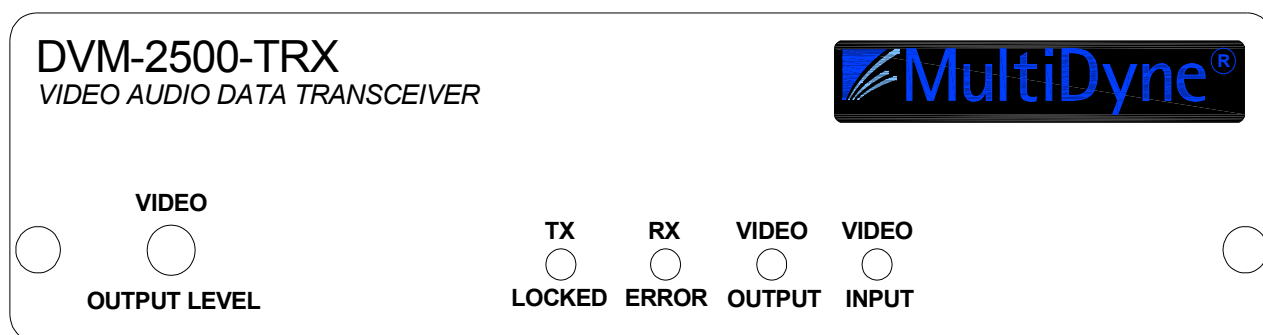 DVM-2500-TRX
VIDEO AUDIO DATA TRANSCEIVER
MultiDyne®
VIDEO
OUTPUT LEVEL
TX RX VIDEO VIDEO
LOCKED ERROR OUTPUT INPUT